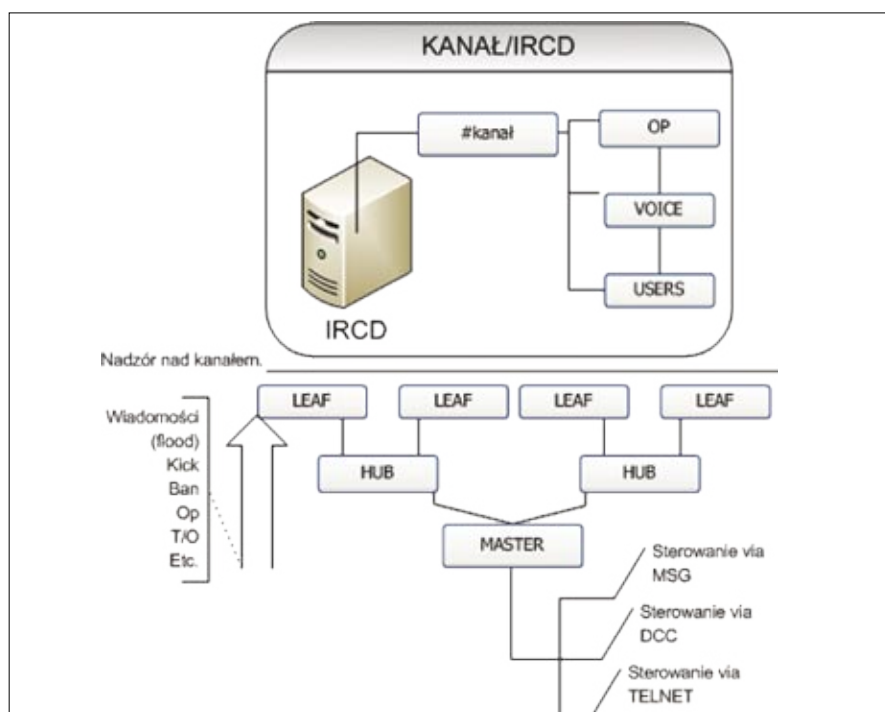 KANAŁ/IRCD
#kanał
OP
VOICE
USERS
IRCD
Nadzór nad kanałem.
LEAF
LEAF
LEAF
LEAF
Wiadomości
(flood)
Kick
Ban
Op
T/O
Etc.
HUB
HUB
MASTER
Sterowanie via
MSG
Sterowanie via
DCC
Sterowanie via
TELNET